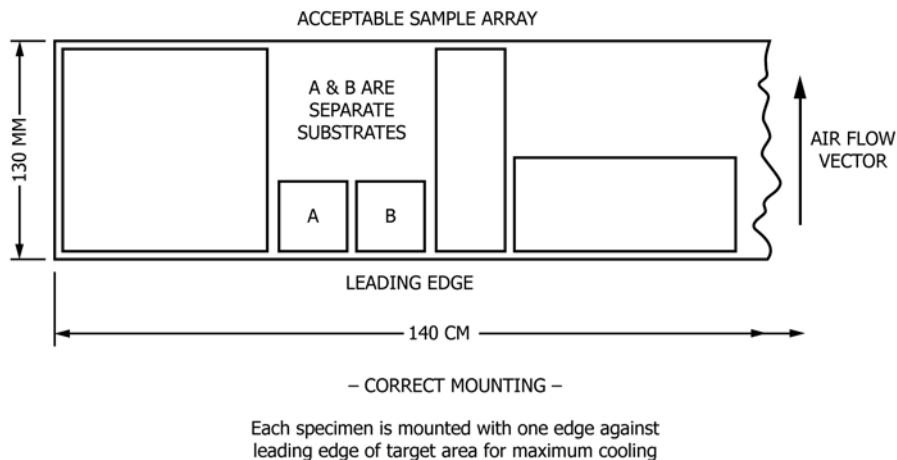 ACCEPTABLE SAMPLE ARRAY
A & B ARE
SEPARATE
SUBSTRATES
130 MM
AIR FLOW
VECTOR
A
B
LEADING EDGE
140 CM
– CORRECT MOUNTING –
Each specimen is mounted with one edge against
leading edge of target area for maximum cooling